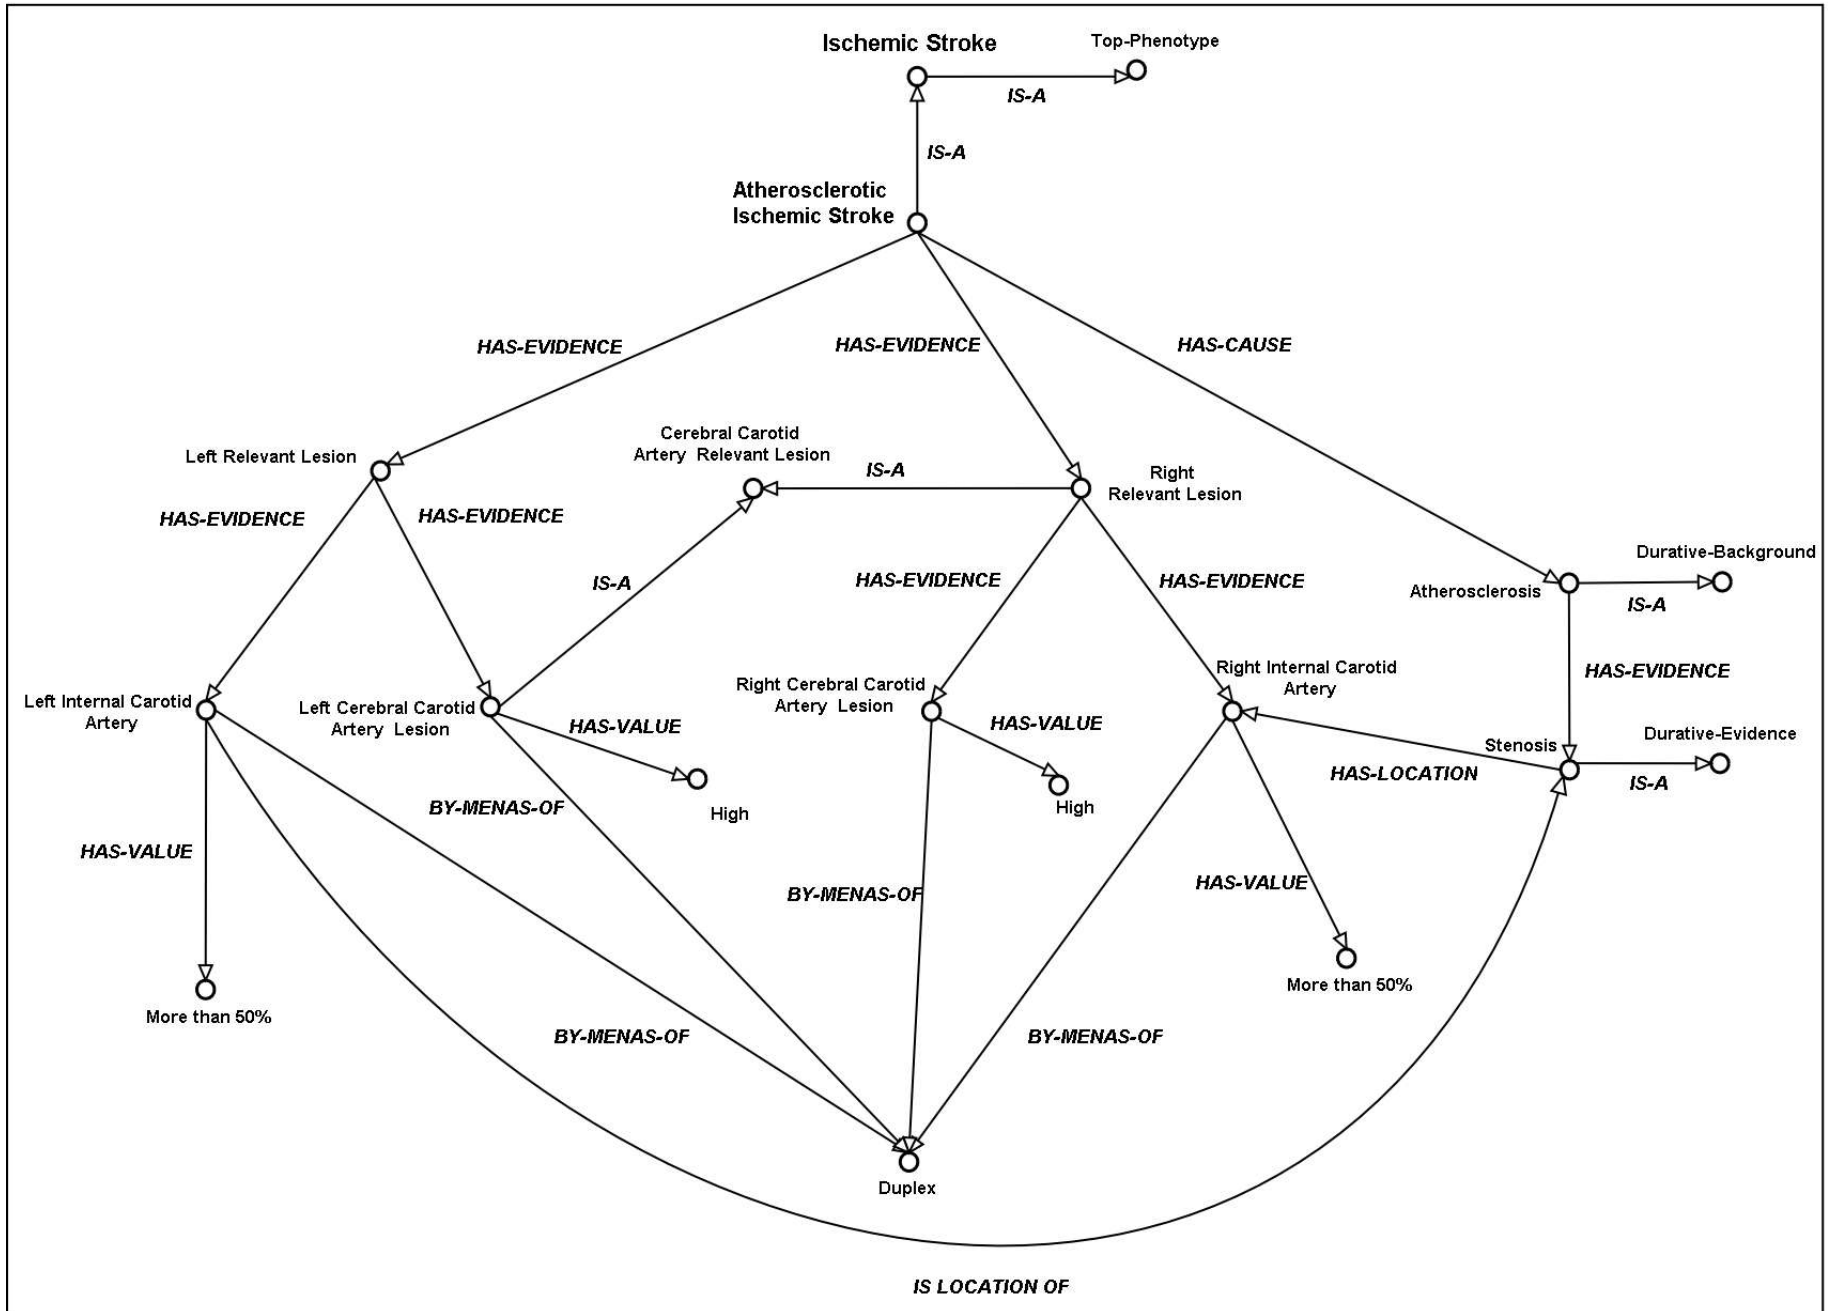 Ischemic Stroke
Top-Phenotype
IS-A
IS-A
Atherosclerotic
Ischemic Stroke
HAS-EVIDENCE
HAS-EVIDENCE
HAS-CAUSE
Left Relevant Lesion
Cerebral Carotid
Artery Relevant Lesion
IS-A
Right
Relevant Lesion
HAS-EVIDENCE
HAS-EVIDENCE
IS-A
HAS-EVIDENCE
HAS-EVIDENCE
Atherosclerosis
Durative-Background
IS-A
HAS-EVIDENCE
Left Internal Carotid
Artery
Left Cerebral Carotid
Artery Lesion
HAS-VALUE
High
Right Cerebral Carotid
Artery Lesion
HAS-VALUE
High
Right Internal Carotid
Artery
Stenosis
HAS-LOCATION
Durative-Evidence
IS-A
HAS-VALUE
BY-MENAS-OF
BY-MENAS-OF
HAS-VALUE
More than 50%
More than 50%
BY-MENAS-OF
BY-MENAS-OF
Duplex
IS LOCATION OF